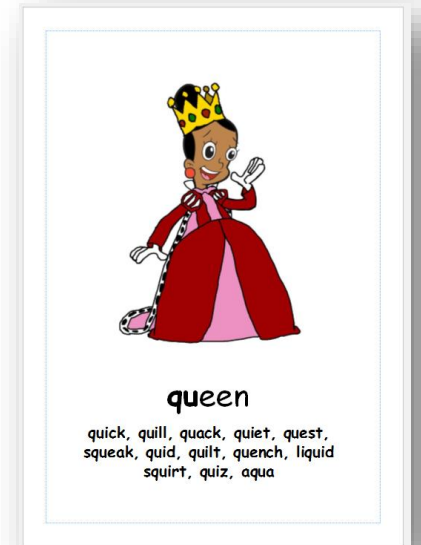 queen
quick, quill, quack, quiet, quest,
squeak, quid, quilt, quench, liquid
squirt, quiz, aqua